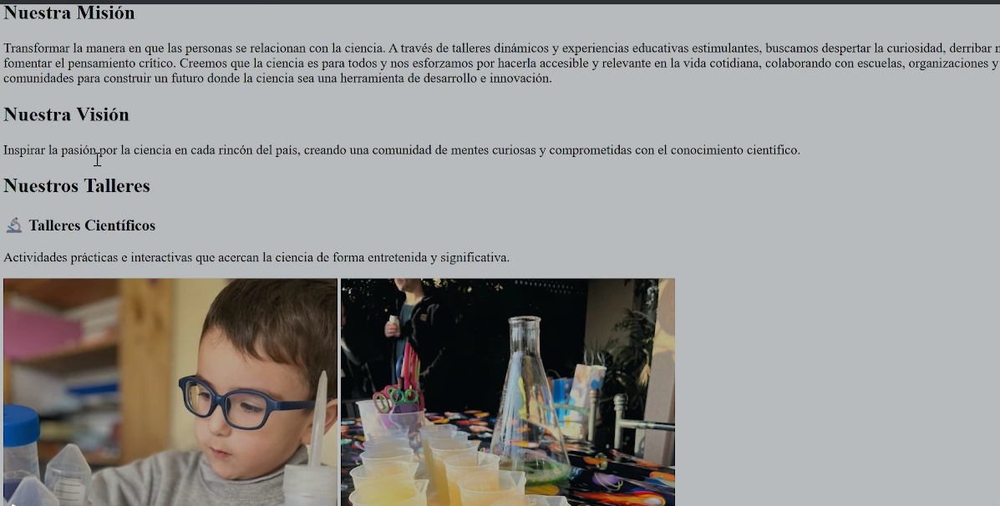 Nuestra Misión
Transformar la manera en que las personas se relacionan con la ciencia. A través de talleres dinámicos y experiencias educativas estimulantes, buscamos despertar la curiosidad, derribar
fomentar el pensamiento crítico. Creemos que la ciencia es para todos y nos esforzamos por hacerla accesible y relevante en la vida cotidiana, colaborando con escuelas, organizaciones y
comunidades para construir un futuro donde la ciencia sea una herramienta de desarrollo e innovación.
Nuestra Visión
Inspirar la pasión por la ciencia en cada rincón del país, creando una comunidad de mentes curiosas y comprometidas con el conocimiento científico.
Nuestros Talleres
Talleres Científicos
Actividades prácticas e interactivas que acercan la ciencia de forma entretenida y significativa.